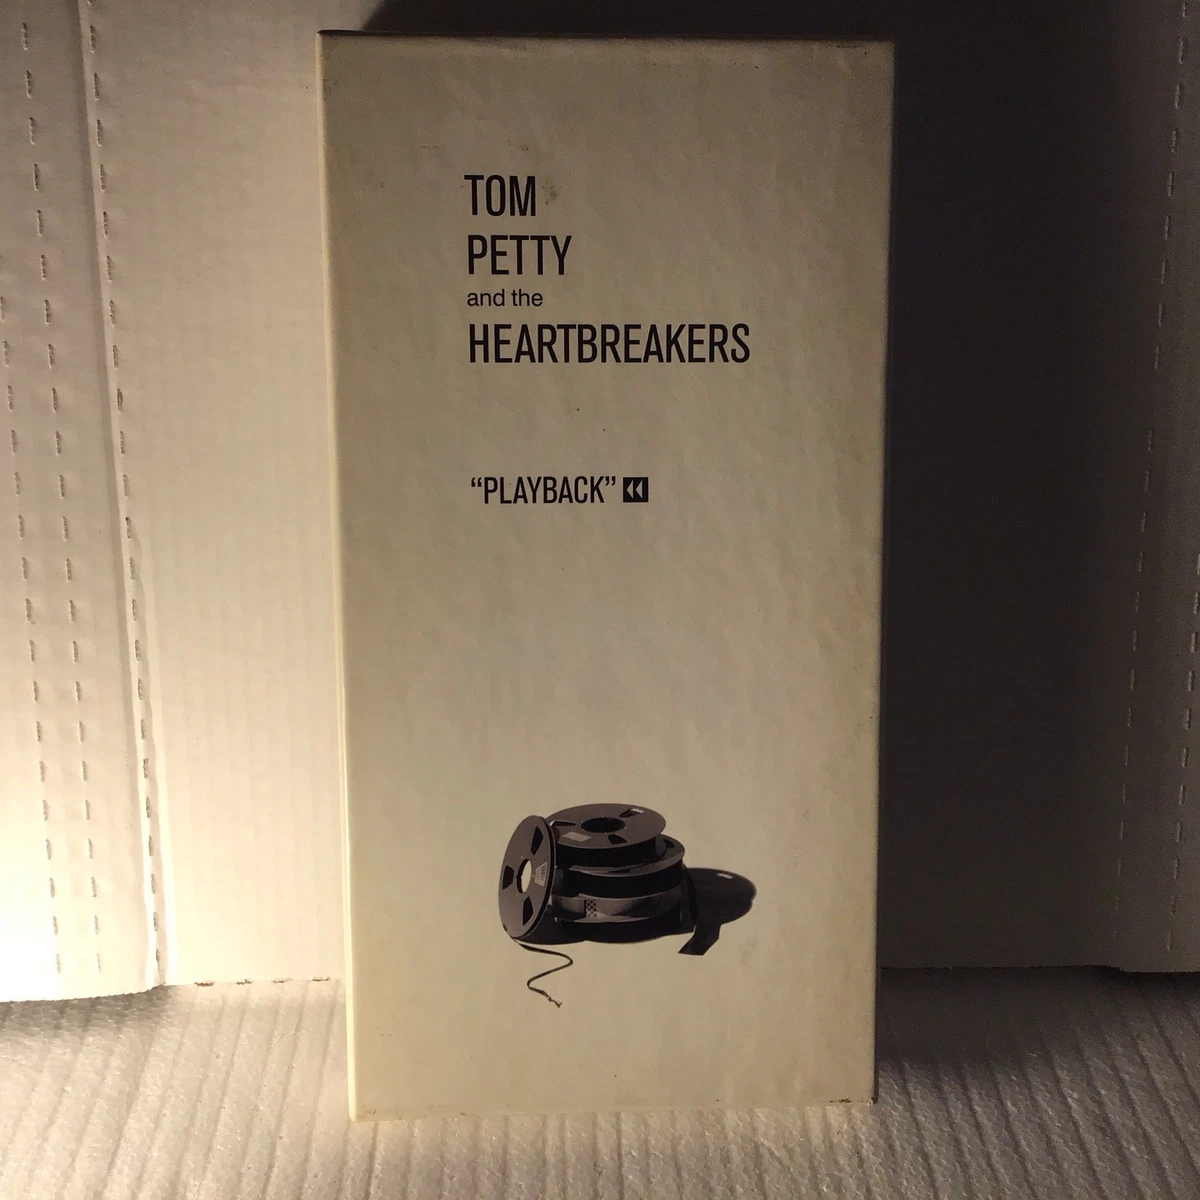 TOM
PETTY
and the
HEARTBREAKERS
“PLAYBACK”